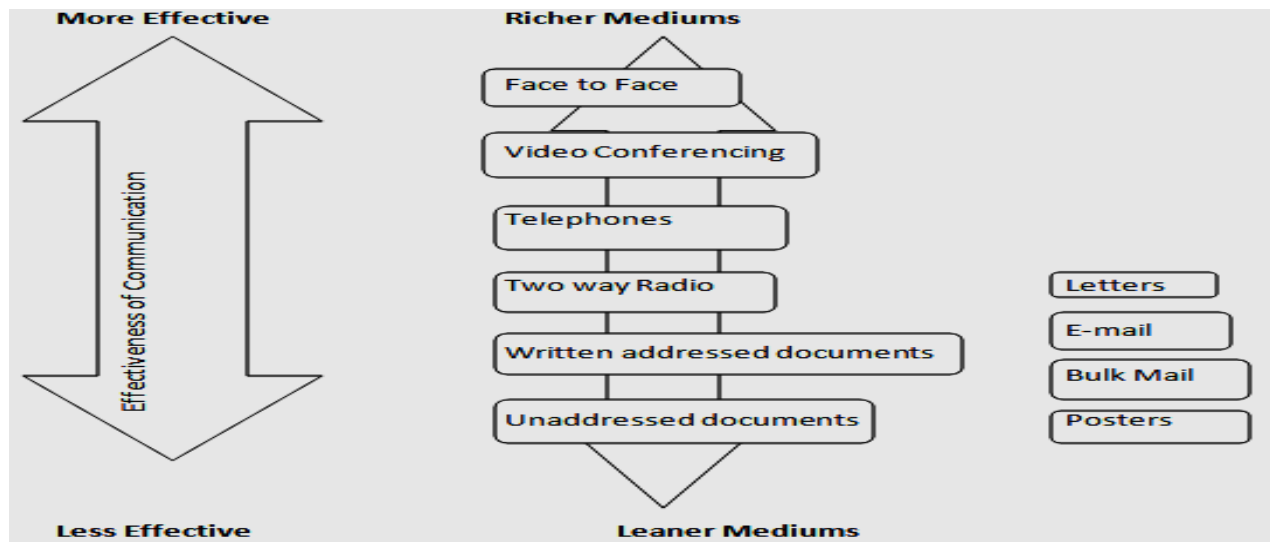 More Effective
Richer Mediums
Face to Face
Video Conferencing
Effectiveness of Communication
Telephones
Two way Radio
Letters
E-mail
Written addressed documents
Bulk Mail
Unaddressed documents
Posters
Less Effective
Leaner Mediums